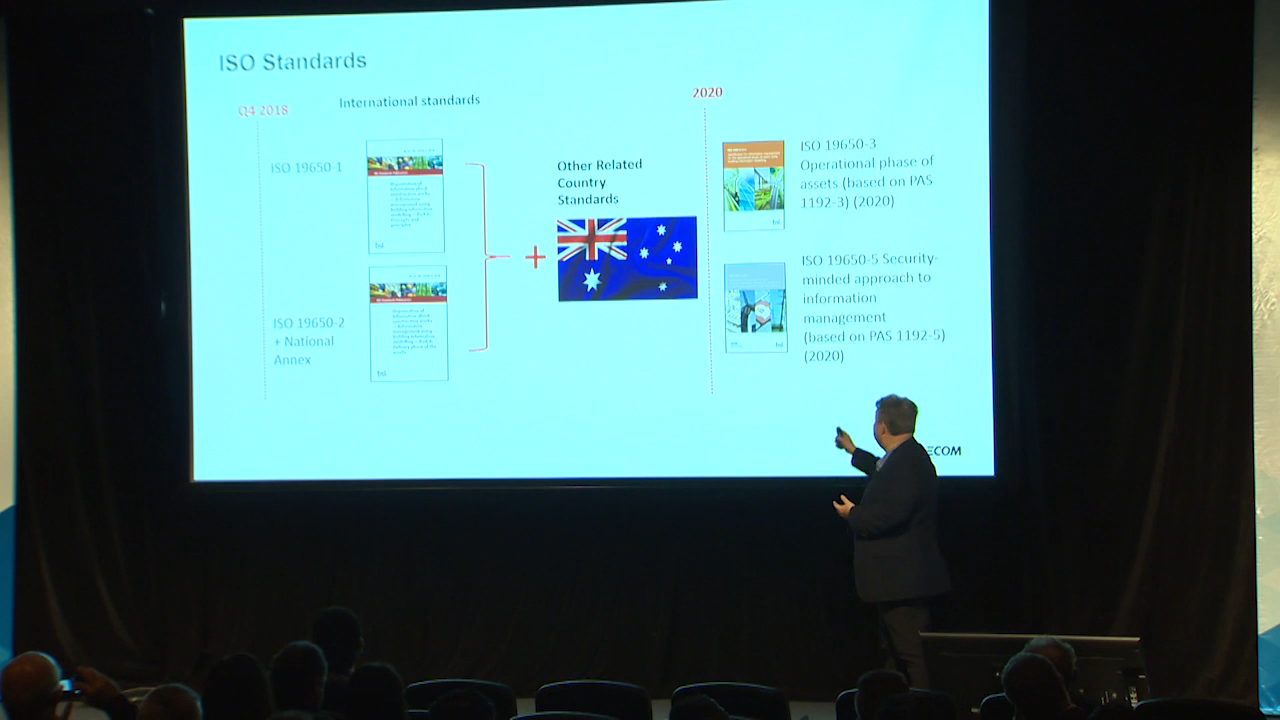 ISO Standards
Q4 2018
International standards
2020
ISO 19650-1
ISO 19650-2
+ National
Annex
+
Other Related
Country
Standards
ISO 19650-3
Operational phase of
assets (based on PAS
1192-3) (2020)
ISO 19650-5 Security-
minded approach to
information
management
(based on PAS 1192-5)
(2020)
ECOM